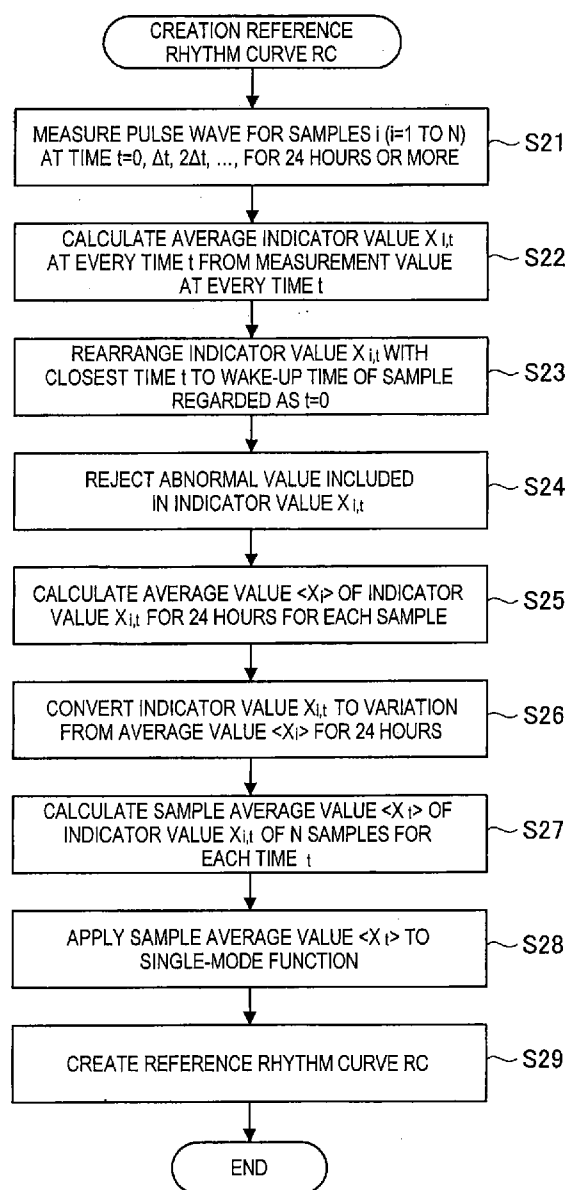 CREATION REFERENCE
RHYTHM CURVE RC
MEASURE PULSE WAVE FOR SAMPLES i (i=1 TO N)
AT TIME t=0, Δt, 2Δt, ..., FOR 24 HOURS OR MORE
S21
CALCULATE AVERAGE INDICATOR VALUE X i,t
AT EVERY TIME t FROM MEASUREMENT VALUE
AT EVERY TIME t
S22
REARRANGE INDICATOR VALUE X i,t WITH
CLOSEST TIME t TO WAKE-UP TIME OF SAMPLE
REGARDED AS t=0
S23
REJECT ABNORMAL VALUE INCLUDED
IN INDICATOR VALUE X i,t
S24
CALCULATE AVERAGE VALUE <Xi> OF INDICATOR
VALUE Xi,t FOR 24 HOURS FOR EACH SAMPLE
S25
CONVERT INDICATOR VALUE Xi,t TO VARIATION
FROM AVERAGE VALUE <Xi> FOR 24 HOURS
S26
CALCULATE SAMPLE AVERAGE VALUE <X t> OF
INDICATOR VALUE Xi,t OF N SAMPLES FOR
EACH TIME t
S27
APPLY SAMPLE AVERAGE VALUE <X t> TO
SINGLE-MODE FUNCTION
S28
CREATE REFERENCE RHYTHM CURVE RC
S29
END